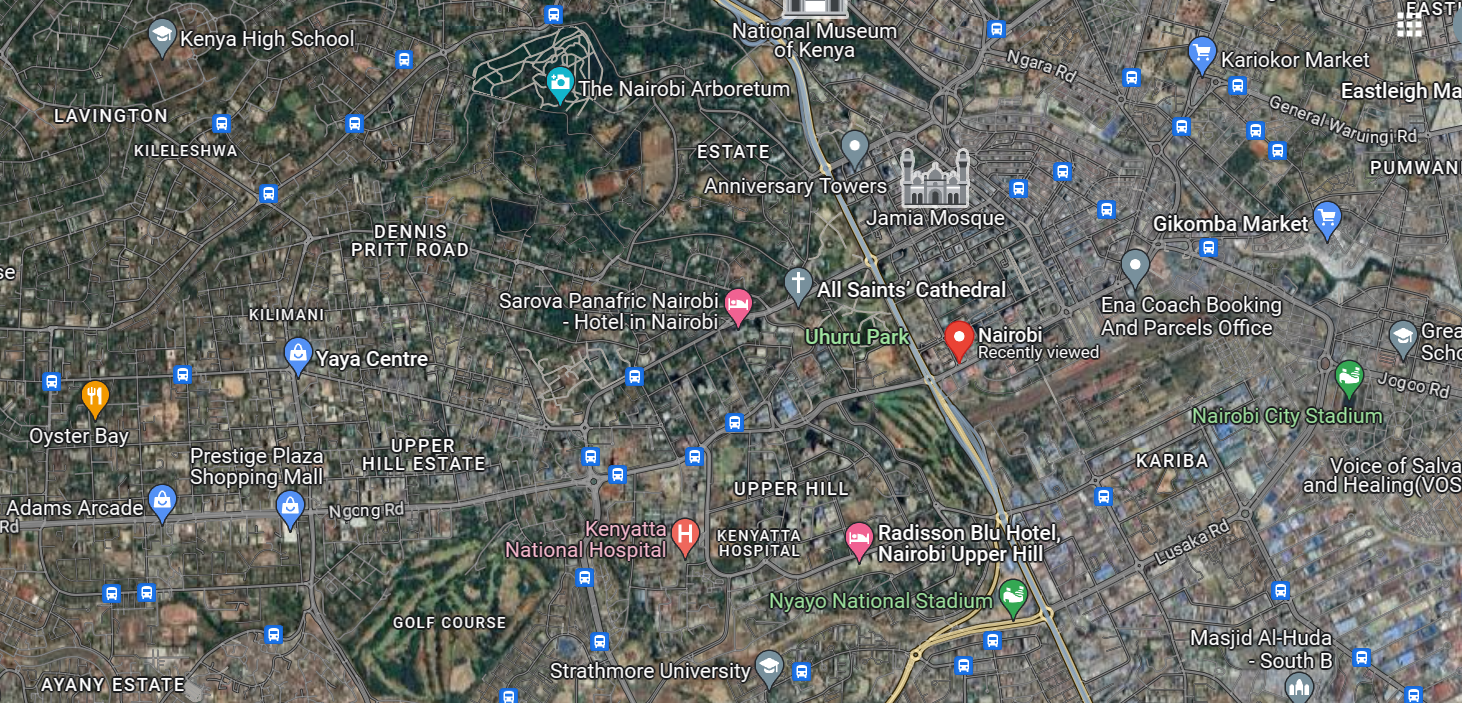 EAST
National Museum
of Kenya
Kenya High School
Ngara Rd
Kariokor Market
The Nairobi Arboretum
Eastleigh Ma
General Waruingi Rd
LAVINGTON
KILELESHWA
ESTATE
PUMWAN
Anniversary Towers
Jamia Mosque
Gikomba Market
DENNIS
PRITT ROAD
se
All Saints' Cathedral
Sarova Panafric Nairobi
- Hotel in Nairobi
Ena Coach Booking
And Parcels Office
KILIMANI
Uhuru Park
Nairobi
Recently viewed
Grea
Scho
Yaya Centre
Jogoo Rd
Nairobi City Stadium
Oyster Bay
UPPER
HILL ESTATE
Prestige Plaza
Shopping Mall
KARIBA
Voice of Salva
and Healing(VOS
UPPER HILL
Adams Arcade
Ngong Rd
Rd
Kenyatta
National Hospital
H
KENYATTA
HOSPITAL
Radisson Blu Hotel,
Nairobi Upper Hill
Lusaka Rd
Nyayo National Stadium
GOLF COURSE
Masjid Al-Huda
- South B
Strathmore University
AYANY ESTATE